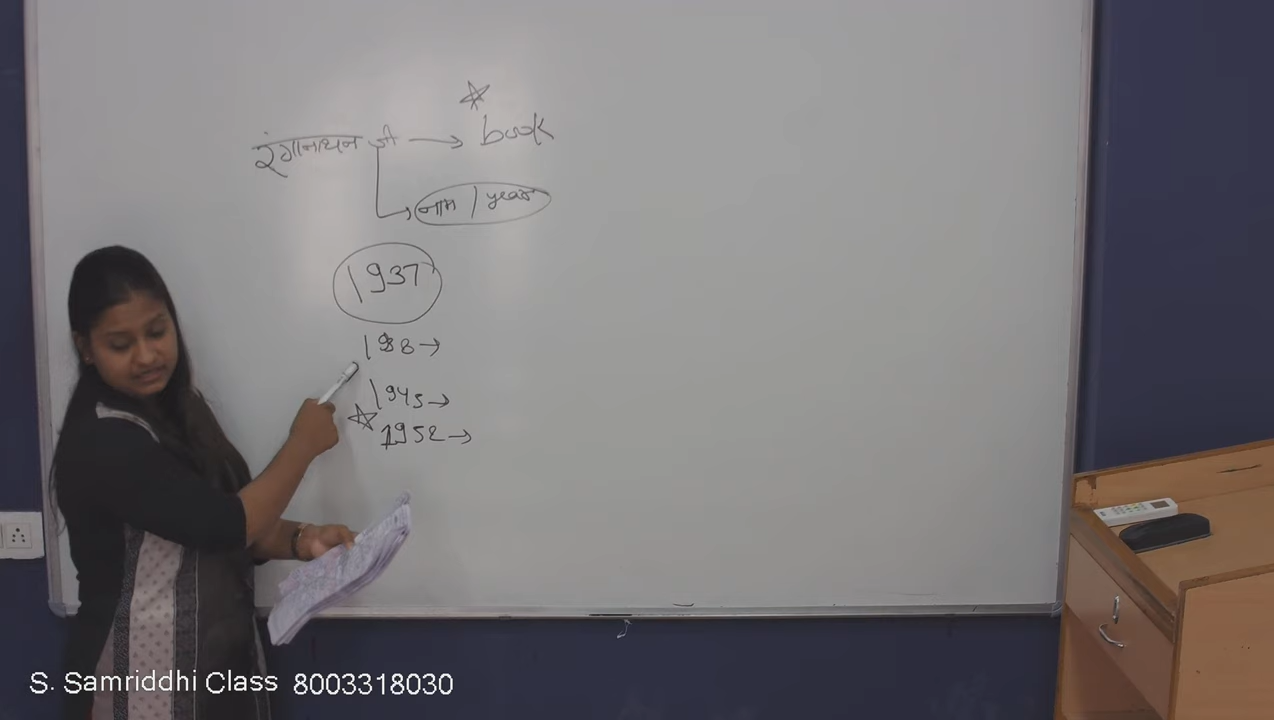 रंगानाथन जी → book
नाम / year
1937
1938 →
1945 →
1952 →
S. Samriddhi Class 8003318030